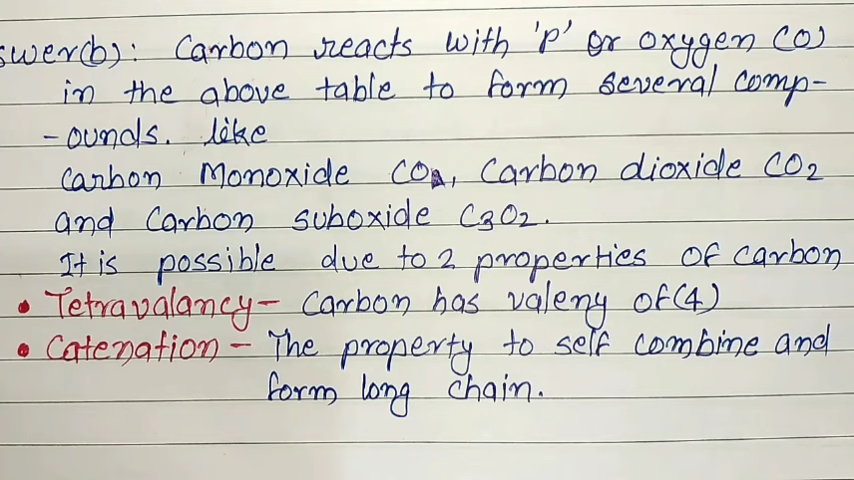 swer(b): Carbon reacts with 'p' or oxygen (O)
in the above table to form several comp-
-ounds. like
Carbon Monoxide CO, Carbon dioxide CO2
and Carbon suboxide C3O2.
It is possible due to 2 properties of carbon
• Tetravalancy- Carbon has valeny of (4)
• Catenation - The property to self combine and
form long chain.